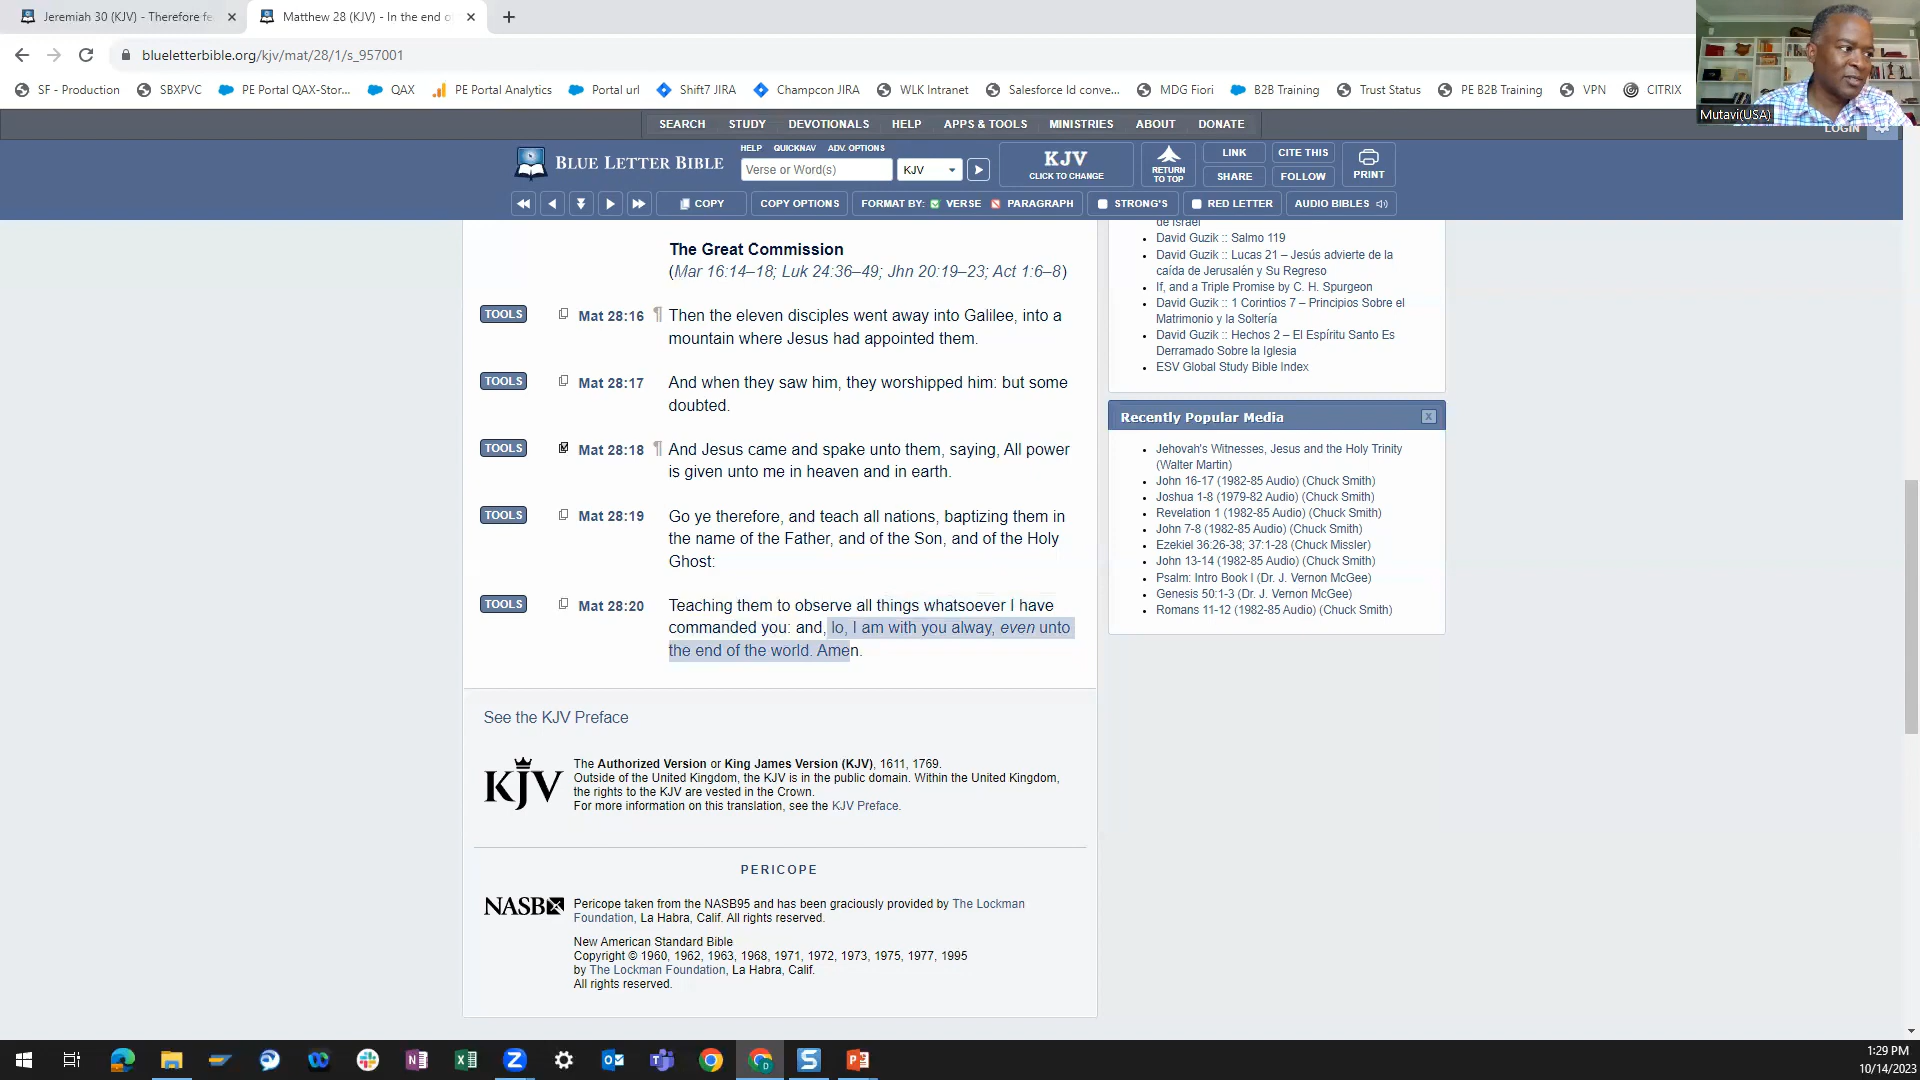 Jeremiah 30 (KJV) - Therefore fe
Matthew 28 (KJV) - In the end o
blueletterbible.org/kjv/mat/28/1/s_957001
SF - Production
SBXPVC
PE Portal QAX-Stor...
QAX
PE Portal Analytics
Portal url
Shift7 JIRA
Champcon JIRA
WLK Intranet
Salesforce Id conve...
MDG Fiori
B2B Training
Trust Status
PE B2B Training
VPN
CITRIX
Mutavi(USA)
SEARCH STUDY DEVOTIONALS HELP APPS & TOOLS MINISTRIES ABOUT DONATE
LOGIN
BLUE LETTER BIBLE
HELP QUICKNAV ADV. OPTIONS
Verse or Word(s)
KJV
KJV
CLICK TO CHANGE
RETURN
TO TOP
LINK
CITE THIS
SHARE
FOLLOW
PRINT
COPY
COPY OPTIONS
FORMAT BY: VERSE PARAGRAPH
STRONG'S
RED LETTER
AUDIO BIBLES
The Great Commission
(Mar 16:14–18; Luk 24:36–49; Jhn 20:19–23; Act 1:6–8)
TOOLS Mat 28:16 ¶ Then the eleven disciples went away into Galilee, into a
mountain where Jesus had appointed them.
TOOLS Mat 28:17 And when they saw him, they worshipped him: but some
doubted.
TOOLS Mat 28:18 ¶ And Jesus came and spake unto them, saying, All power
is given unto me in heaven and in earth.
TOOLS Mat 28:19 Go ye therefore, and teach all nations, baptizing them in
the name of the Father, and of the Son, and of the Holy
Ghost:
TOOLS Mat 28:20 Teaching them to observe all things whatsoever I have
commanded you: and, lo, I am with you alway, even unto
the end of the world. Amen.
See the KJV Preface
KJV
The Authorized Version or King James Version (KJV), 1611, 1769.
Outside of the United Kingdom, the KJV is in the public domain. Within the United Kingdom,
the rights to the KJV are vested in the Crown.
For more information on this translation, see the KJV Preface.
PERICOPE
NASB
Pericope taken from the NASB95 and has been graciously provided by The Lockman
Foundation, La Habra, Calif. All rights reserved.
New American Standard Bible
Copyright © 1960, 1962, 1963, 1968, 1971, 1972, 1973, 1975, 1977, 1995
by The Lockman Foundation, La Habra, Calif.
All rights reserved.
de Israel
David Guzik :: Salmo 119
David Guzik :: Lucas 21 – Jesús advierte de la
caída de Jerusalén y Su Regreso
If, and a Triple Promise by C. H. Spurgeon
David Guzik :: 1 Corintios 7 – Principios Sobre el
Matrimonio y la Soltería
David Guzik :: Hechos 2 – El Espíritu Santo Es
Derramado Sobre la Iglesia
ESV Global Study Bible Index
Recently Popular Media
x
Jehovah's Witnesses, Jesus and the Holy Trinity
(Walter Martin)
John 16-17 (1982-85 Audio) (Chuck Smith)
Joshua 1-8 (1979-82 Audio) (Chuck Smith)
Revelation 1 (1982-85 Audio) (Chuck Smith)
John 7-8 (1982-85 Audio) (Chuck Smith)
Ezekiel 36:26-38; 37:1-28 (Chuck Missler)
John 13-14 (1982-85 Audio) (Chuck Smith)
Psalm: Intro Book I (Dr. J. Vernon McGee)
Genesis 50:1-3 (Dr. J. Vernon McGee)
Romans 11-12 (1982-85 Audio) (Chuck Smith)
1:29 PM
10/14/2023